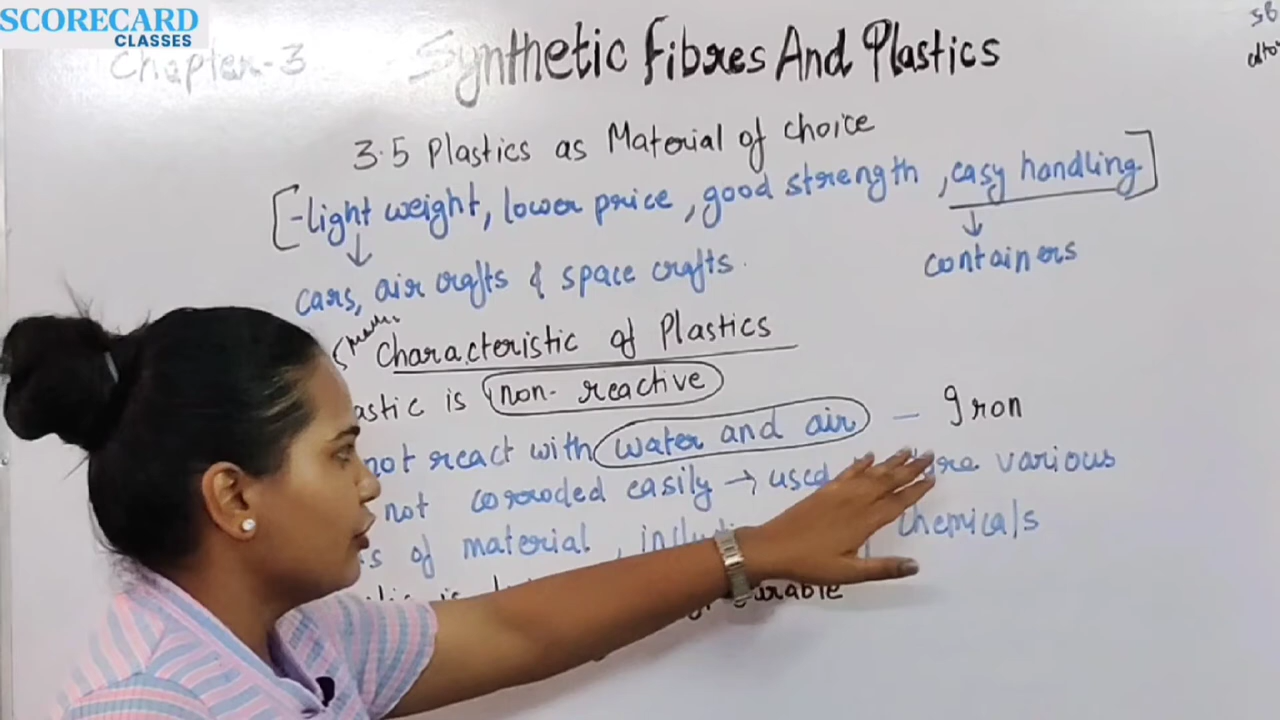 SCORECARD
CLASSES
Chapter-3 Synthetic Fibres And Plastics
3.5 Plastics as Material of choice
-light weight, lower price, good strength, easy handling
cars, air crafts & space crafts.
containers
Characteristic of Plastics
astic is non-reactive
not react with water and air - Iron
not corroded easily → used various
s of material, chemicals